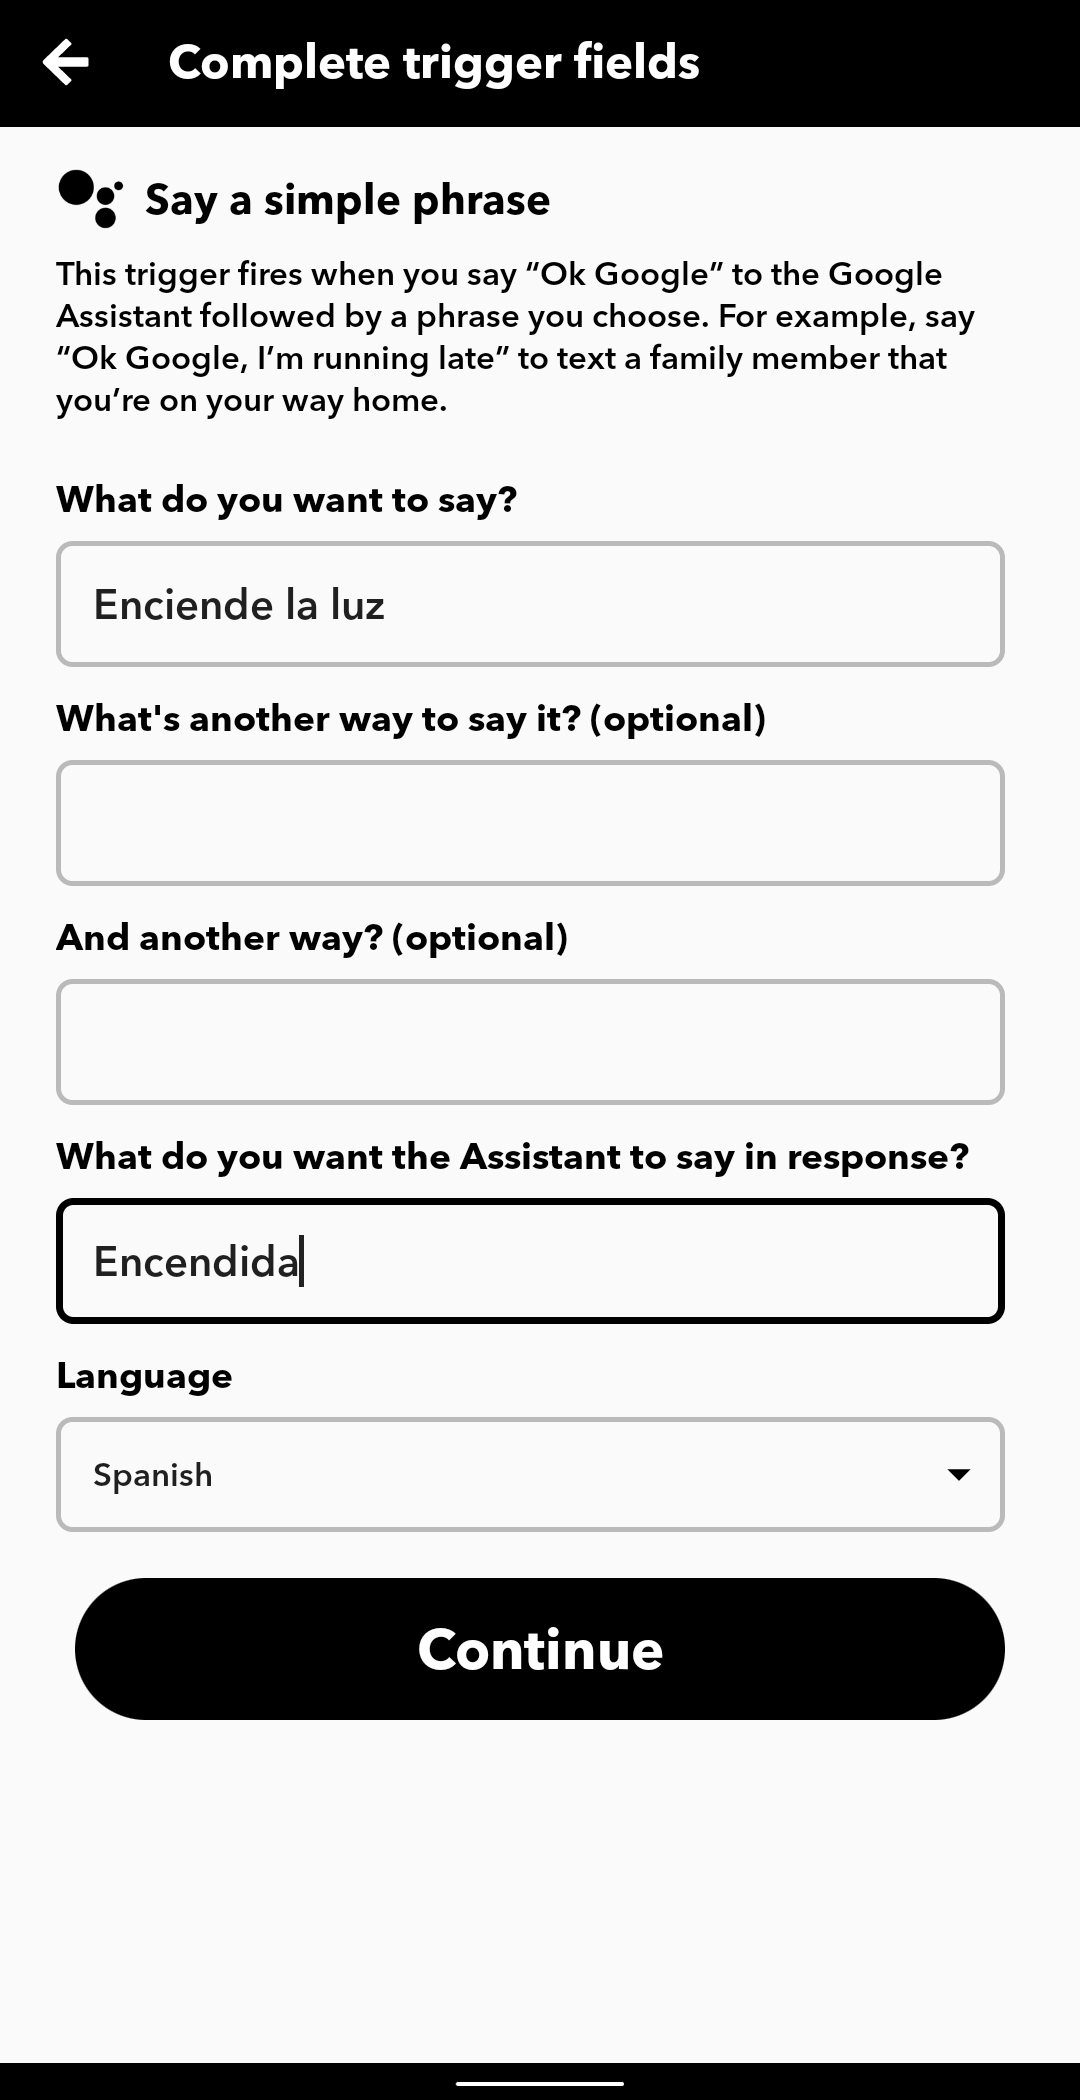 Complete trigger fields
Say a simple phrase
This trigger fires when you say “Ok Google” to the Google
Assistant followed by a phrase you choose. For example, say
“Ok Google, I’m running late” to text a family member that
you’re on your way home.
What do you want to say?
Enciende la luz
What's another way to say it? (optional)
And another way? (optional)
What do you want the Assistant to say in response?
Encendida
Language
Spanish
Continue